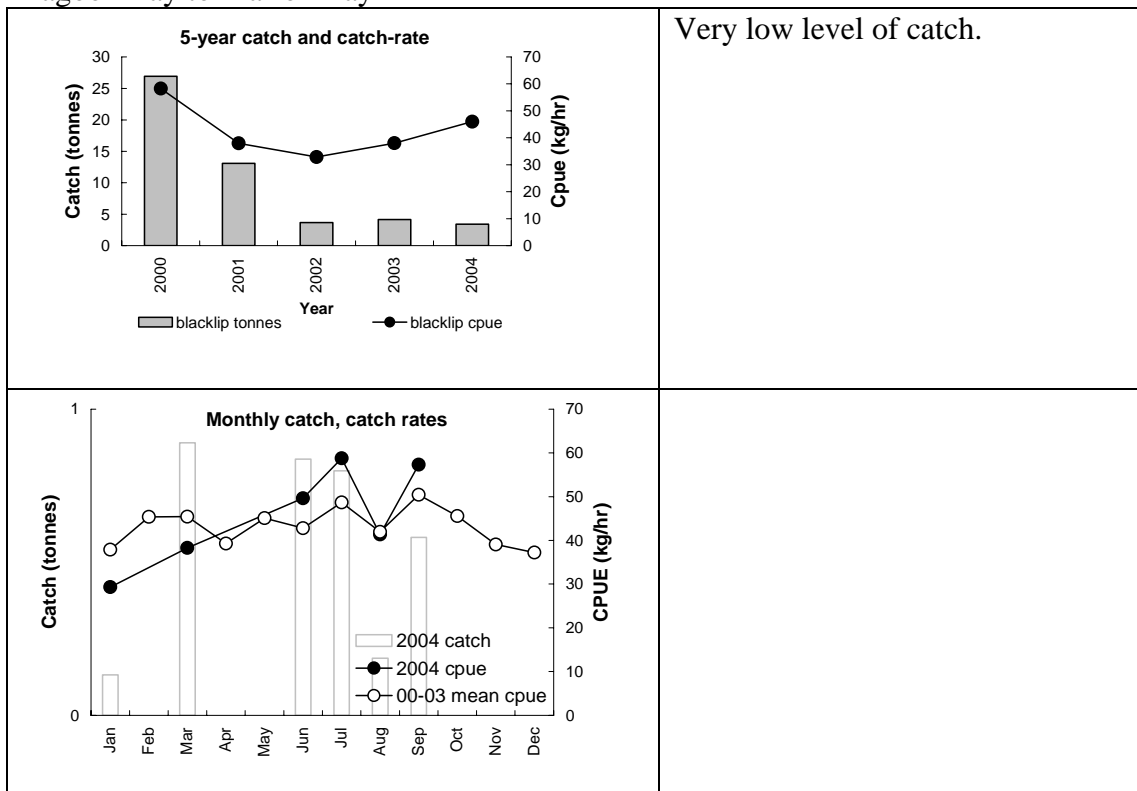 Very low level of catch.
5-year catch and catch-rate
Catch (tonnes)
30
25
20
15
10
5
0
70
60
50
40
30
20
10
0
Cpue (kg/hr)
2000
2001
2002
2003
2004
Year
blacklip tonnes
blacklip cpue
Monthly catch, catch rates
Catch (tonnes)
1
0
70
60
50
40
30
20
10
0
CPUE (kg/hr)
2004 catch
2004 cpue
00-03 mean cpue
Jan
Feb
Mar
Apr
May
Jun
Jul
Aug
Sep
Oct
Nov
Dec